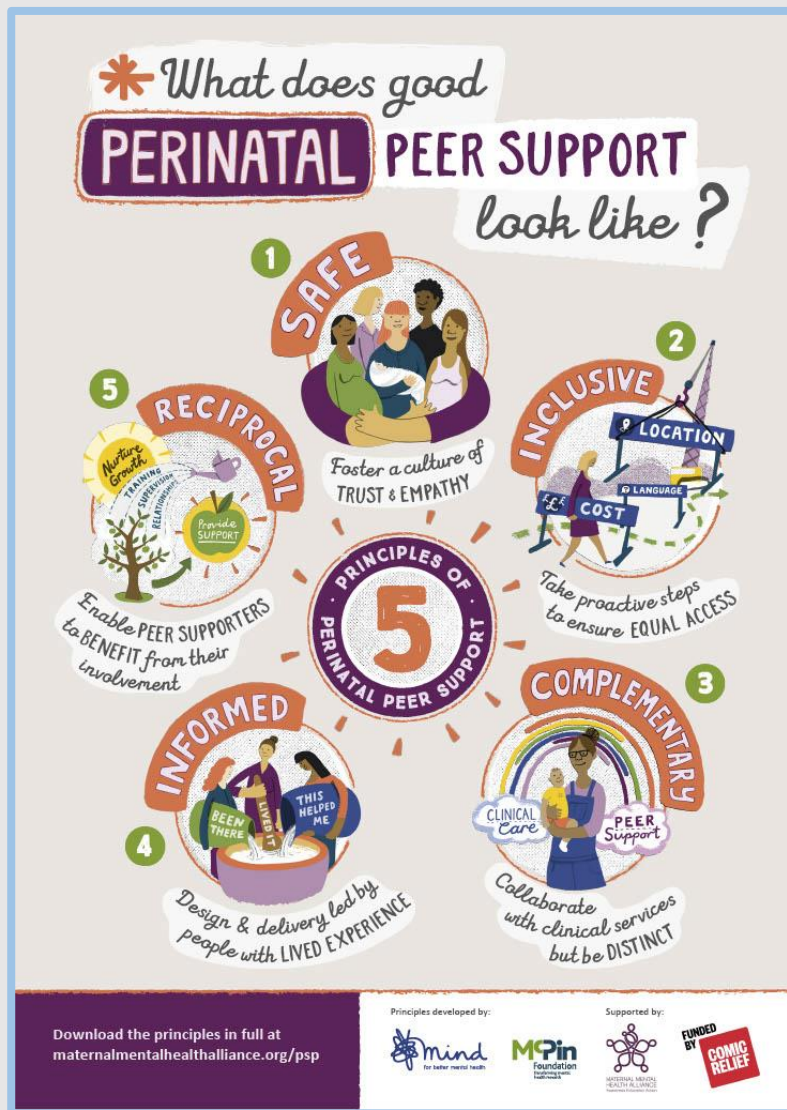 What does good
PERINATAL PEER SUPPORT
look like?
1
SAFE
Foster a culture of
TRUST & EMPATHY
2
INCLUSIVE
LOCATION
LANGUAGE
£ COST
Take proactive steps
to ensure EQUAL ACCESS
3
COMPLEMENTARY
CLINICAL
Care
PEER
Support
Collaborate
with clinical services
but be DISTINCT
4
INFORMED
BEEN
THERE
LIVED IT
THIS
HELPED
ME
Design & delivery led by
people with LIVED EXPERIENCE
5
RECIPROCAL
Nurture
Growth
TRAINING
SUPERVISION
RELATIONSHIPS
Provide
SUPPORT
Enable PEER SUPPORTERS
to BENEFIT from their
involvement
PRINCIPLES OF
5
PERINATAL PEER SUPPORT
Download the principles in full at
maternalmentalhealthalliance.org/psp
Principles developed by:
mind
for better mental health
McPin
Foundation
Transforming mental
health research
Supported by:
MATERNAL MENTAL
HEALTH ALLIANCE
FUNDED
BY
COMIC
RELIEF